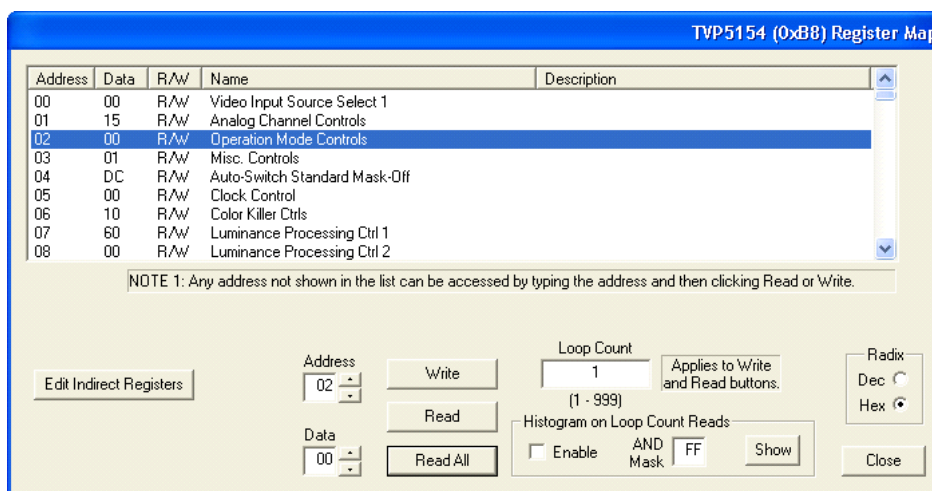 TVP5154 (0xB8) Register Map
Address Data R/W Name Description
00 00 R/W Video Input Source Select 1
01 15 R/W Analog Channel Controls
02 00 R/W Operation Mode Controls
03 01 R/W Misc. Controls
04 DC R/W Auto-Switch Standard Mask-Off
05 00 R/W Clock Control
06 10 R/W Color Killer Ctrls
07 60 R/W Luminance Processing Ctrl 1
08 00 R/W Luminance Processing Ctrl 2
NOTE 1: Any address not shown in the list can be accessed by typing the address and then clicking Read or Write.
Edit Indirect Registers
Address
02
Data
00
Write
Read
Read All
Loop Count
1
(1 - 999)
Applies to Write
and Read buttons.
Histogram on Loop Count Reads
Enable
AND
Mask
FF
Show
Radix
Dec
Hex
Close